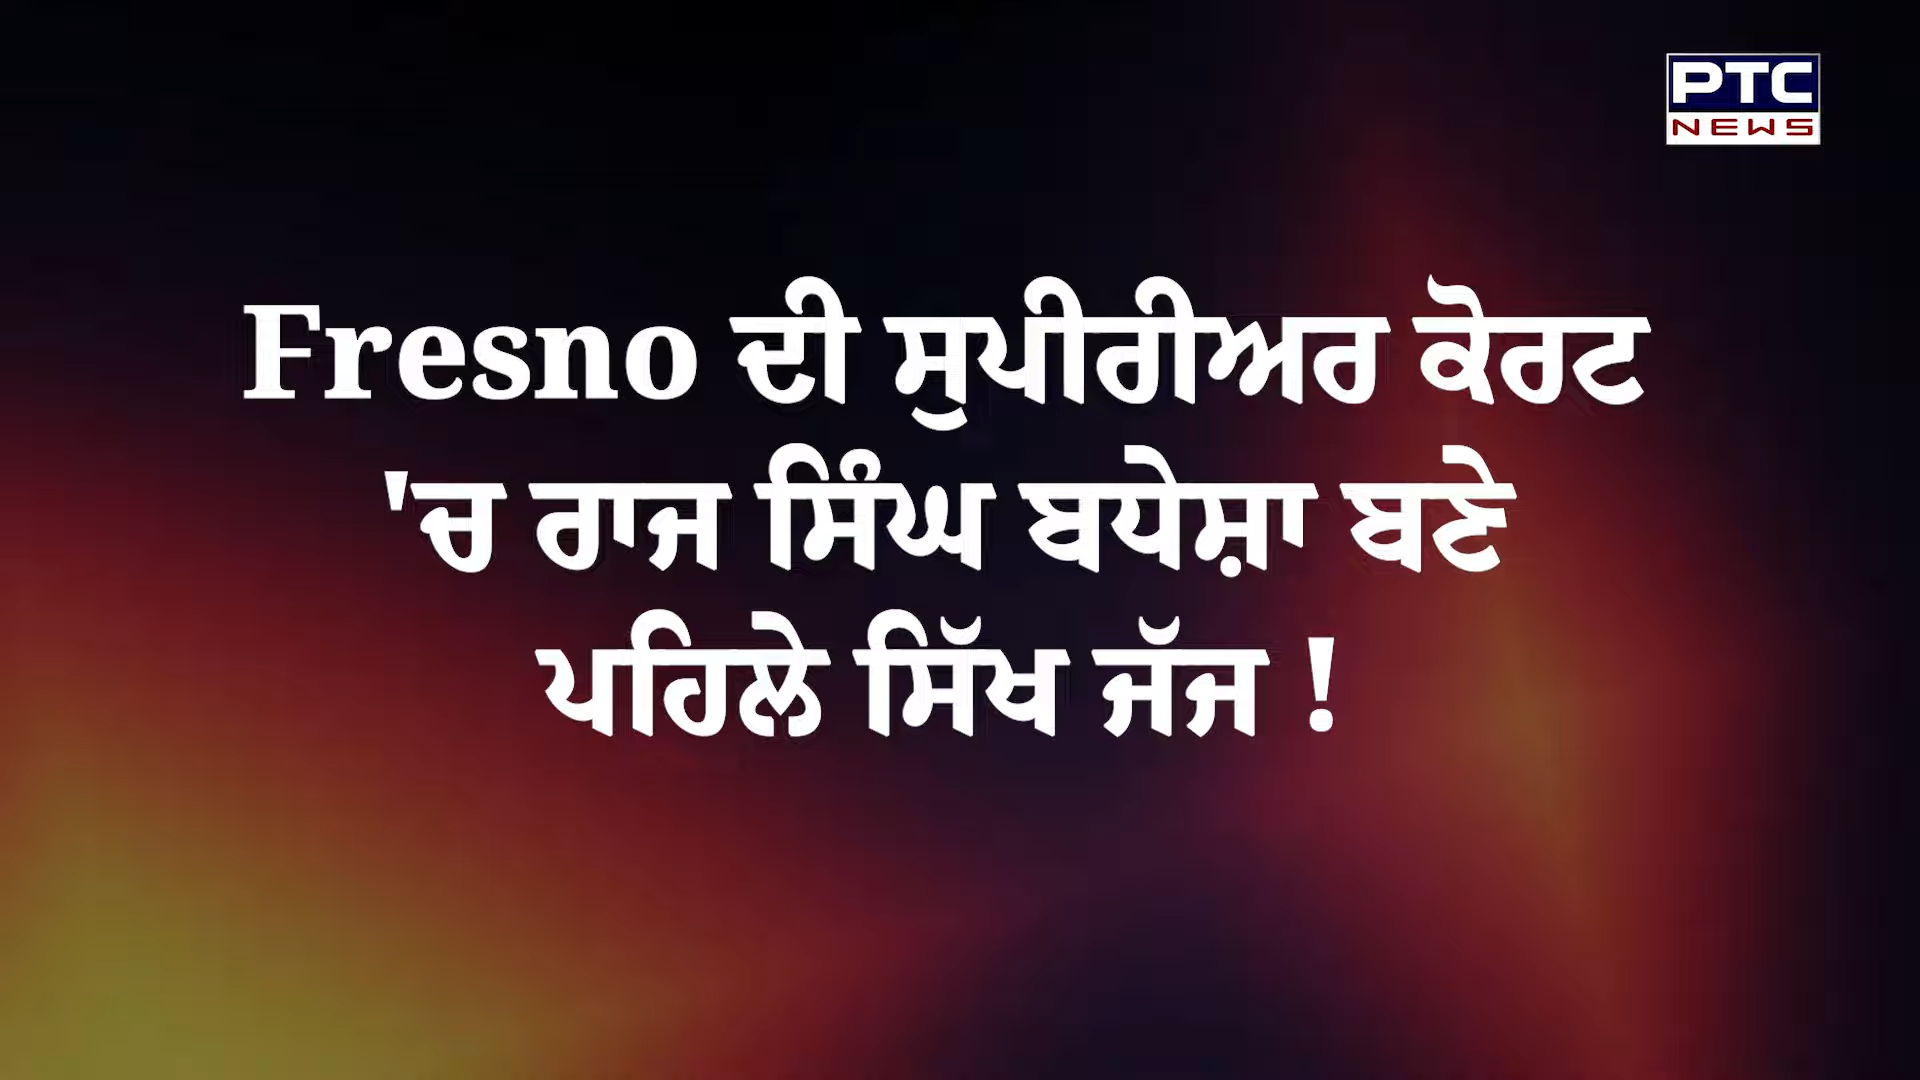 PTC
NEWS
Fresno ਦੀ ਸੁਪੀਰੀਅਰ ਕੋਰਟ
'ਚ ਰਾਜ ਸਿੰਘ ਬਧੇਸ਼ਾ ਬਣੇ
ਪਹਿਲੇ ਸਿੱਖ ਜੱਜ !